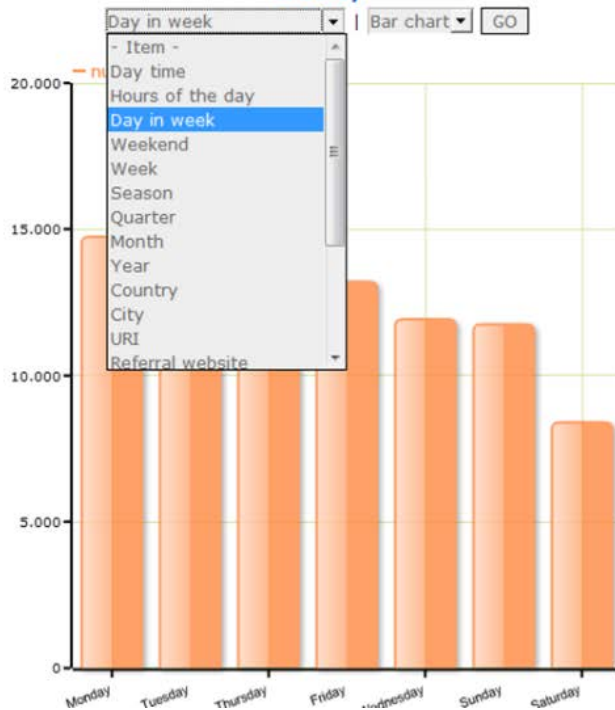 Day in week | Bar chart GO
- Item -
Day time
Hours of the day
Day in week
Weekend
Week
Season
Quarter
Month
Year
Country
City
URI
Referral website
20.000
15.000
10.000
5.000
0
Monday Tuesday Thursday Friday Wednesday Sunday Saturday